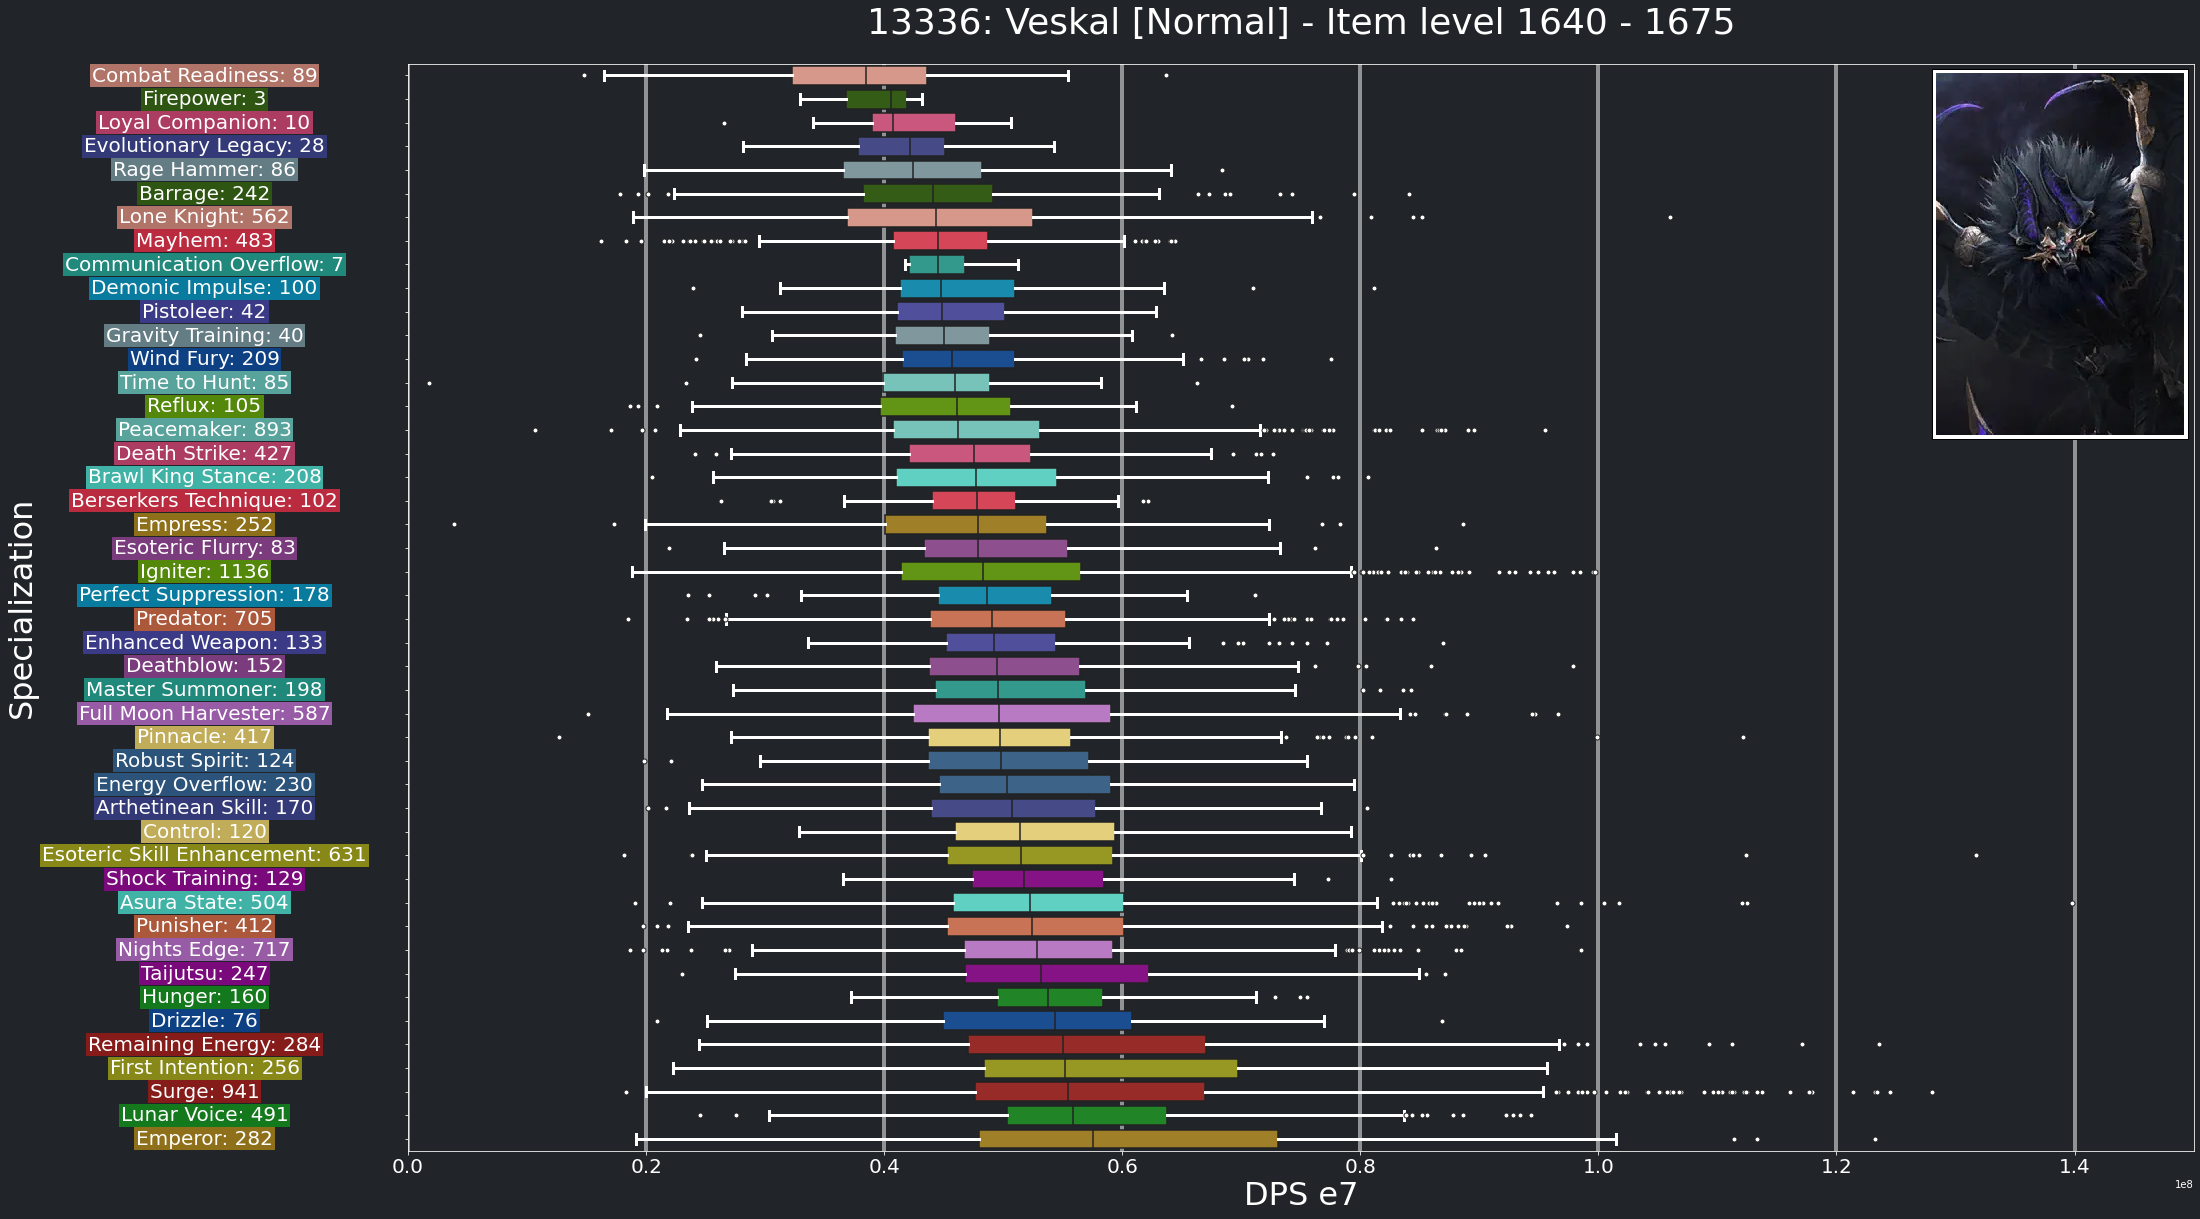 13336: Veskal [Normal] - Item level 1640 - 1675
Specialization
Combat Readiness: 89
Firepower: 3
Loyal Companion: 10
Evolutionary Legacy: 28
Rage Hammer: 86
Barrage: 242
Lone Knight: 562
Mayhem: 483
Communication Overflow: 7
Demonic Impulse: 100
Pistoleer: 42
Gravity Training: 40
Wind Fury: 209
Time to Hunt: 85
Reflux: 105
Peacemaker: 893
Death Strike: 427
Brawl King Stance: 208
Berserkers Technique: 102
Empress: 252
Esoteric Flurry: 83
Igniter: 1136
Perfect Suppression: 178
Predator: 705
Enhanced Weapon: 133
Deathblow: 152
Master Summoner: 198
Full Moon Harvester: 587
Pinnacle: 417
Robust Spirit: 124
Energy Overflow: 230
Arthetinean Skill: 170
Control: 120
Esoteric Skill Enhancement: 631
Shock Training: 129
Asura State: 504
Punisher: 412
Nights Edge: 717
Taijutsu: 247
Hunger: 160
Drizzle: 76
Remaining Energy: 284
First Intention: 256
Surge: 941
Lunar Voice: 491
Emperor: 282
0.0 0.2 0.4 0.6 0.8 1.0 1.2 1.4
DPS e7
1e8